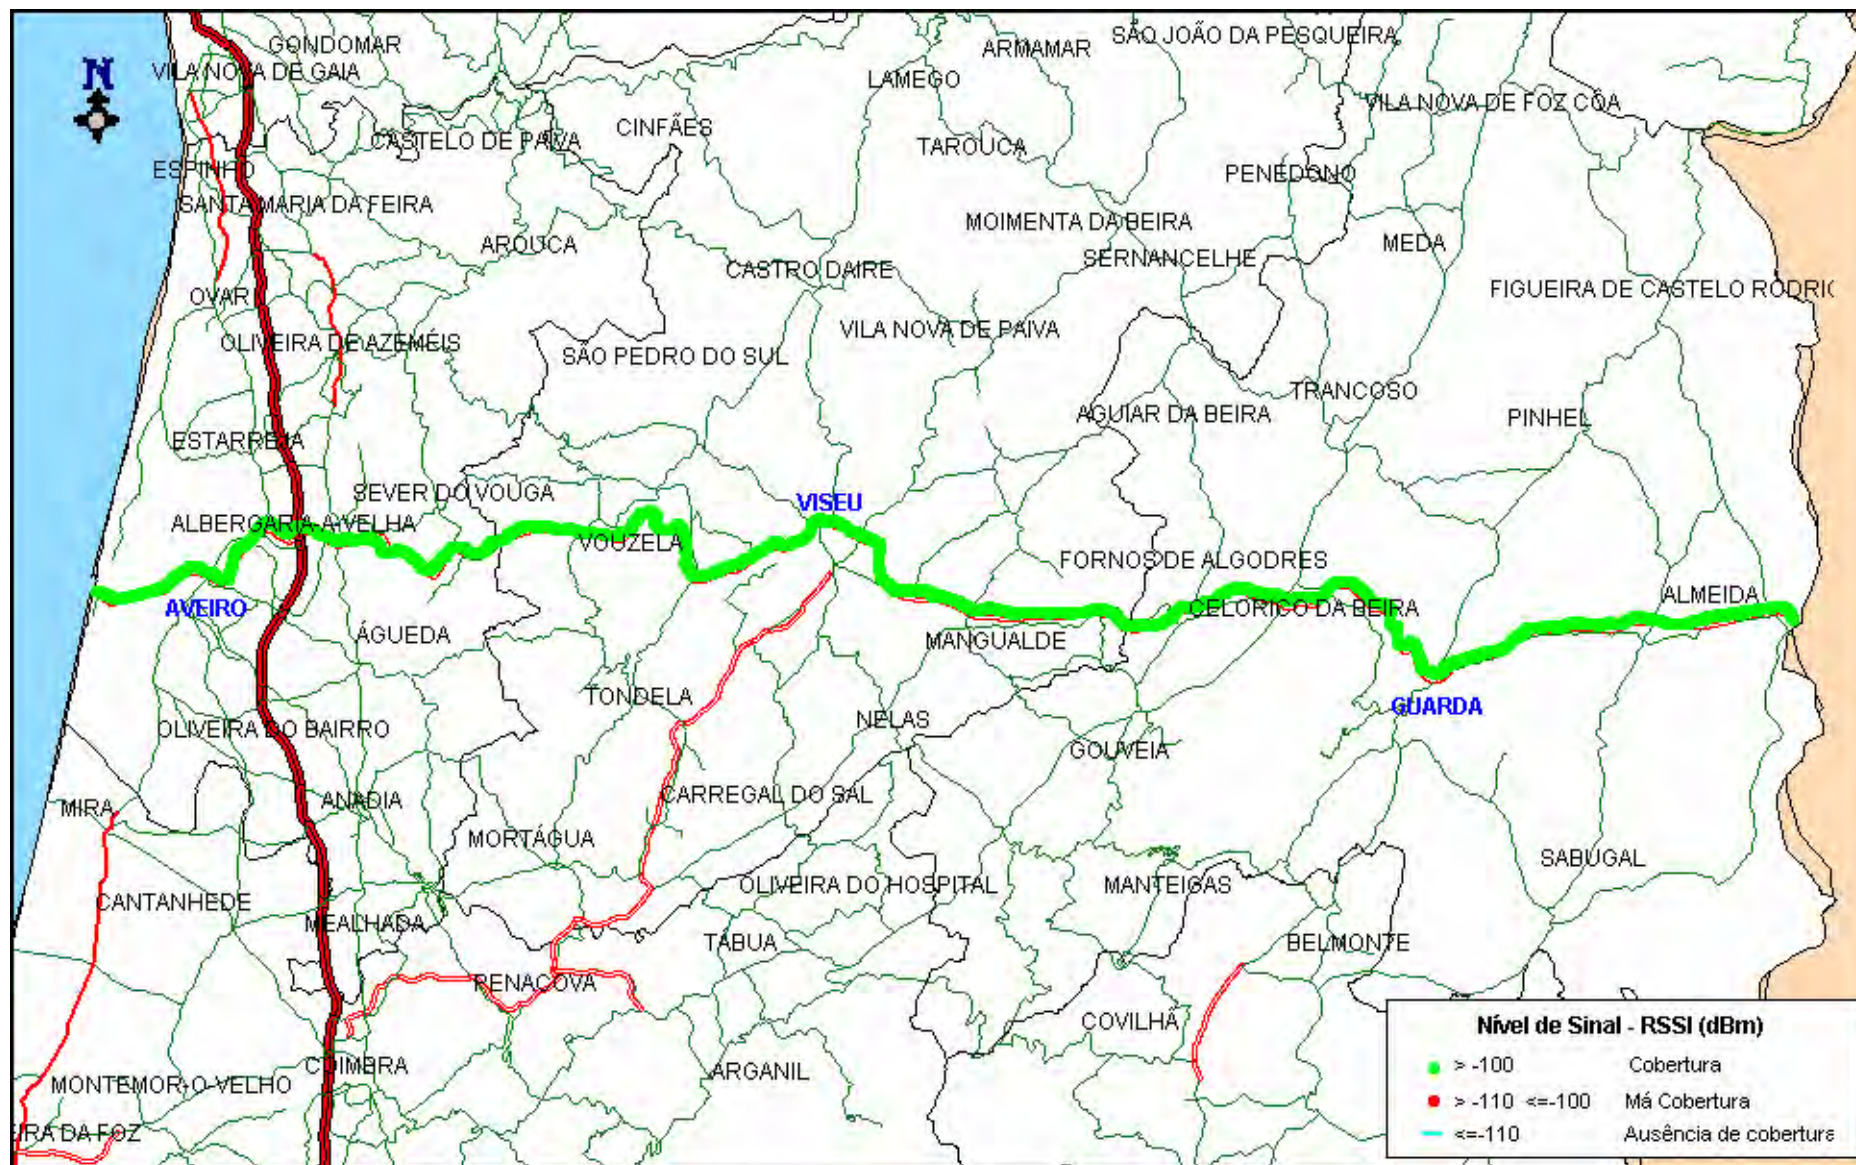 SÃO JOÃO DA PESQUEIRA
GONDOMAR
ARMAMAR
N
VILA NOVA DE GAIA
LAMEGO
VILA NOVA DE FOZ CÔA
CINFÃES
CASTELO DE PAIVA
TAROUCA
ESPINHO
PENEDONO
SANTA MARIA DA FEIRA
MOIMENTA DA BEIRA
AROUCA
MEDA
SERNANCELHE
CASTRO DAIRE
FIGUEIRA DE CASTELO RODRIG
OVAR
VILA NOVA DE PAIVA
OLIVEIRA DE AZEMÉIS
SÃO PEDRO DO SUL
TRANCOSO
AGUIAR DA BEIRA
PINHEL
ESTARREJA
SEVER DO VOUGA
VISEU
ALBERGARIA-A-VELHA
VOUZELA
FORNOS DE ALGODRES
ALMEIDA
AVEIRO
CELORICO DA BEIRA
ÁGUEDA
MANGUALDE
TONDELA
GUARDA
NELAS
OLIVEIRA DO BAIRRO
GOUVEIA
CARREGAL DO SAL
ANADIA
MIRA
MORTÁGUA
SABUGAL
OLIVEIRA DO HOSPITAL
MANTEIGAS
CANTANHEDE
MEALHADA
TÁBUA
BELMONTE
PENACOVA
COVILHÃ
COIMBRA
ARGANIL
MONTEMOR-O-VELHO
EIRA DA FOZ
Nível de Sinal - RSSI (dBm)
> -100 Cobertura
> -110 <=-100 Má Cobertura
<=-110 Ausência de cobertura